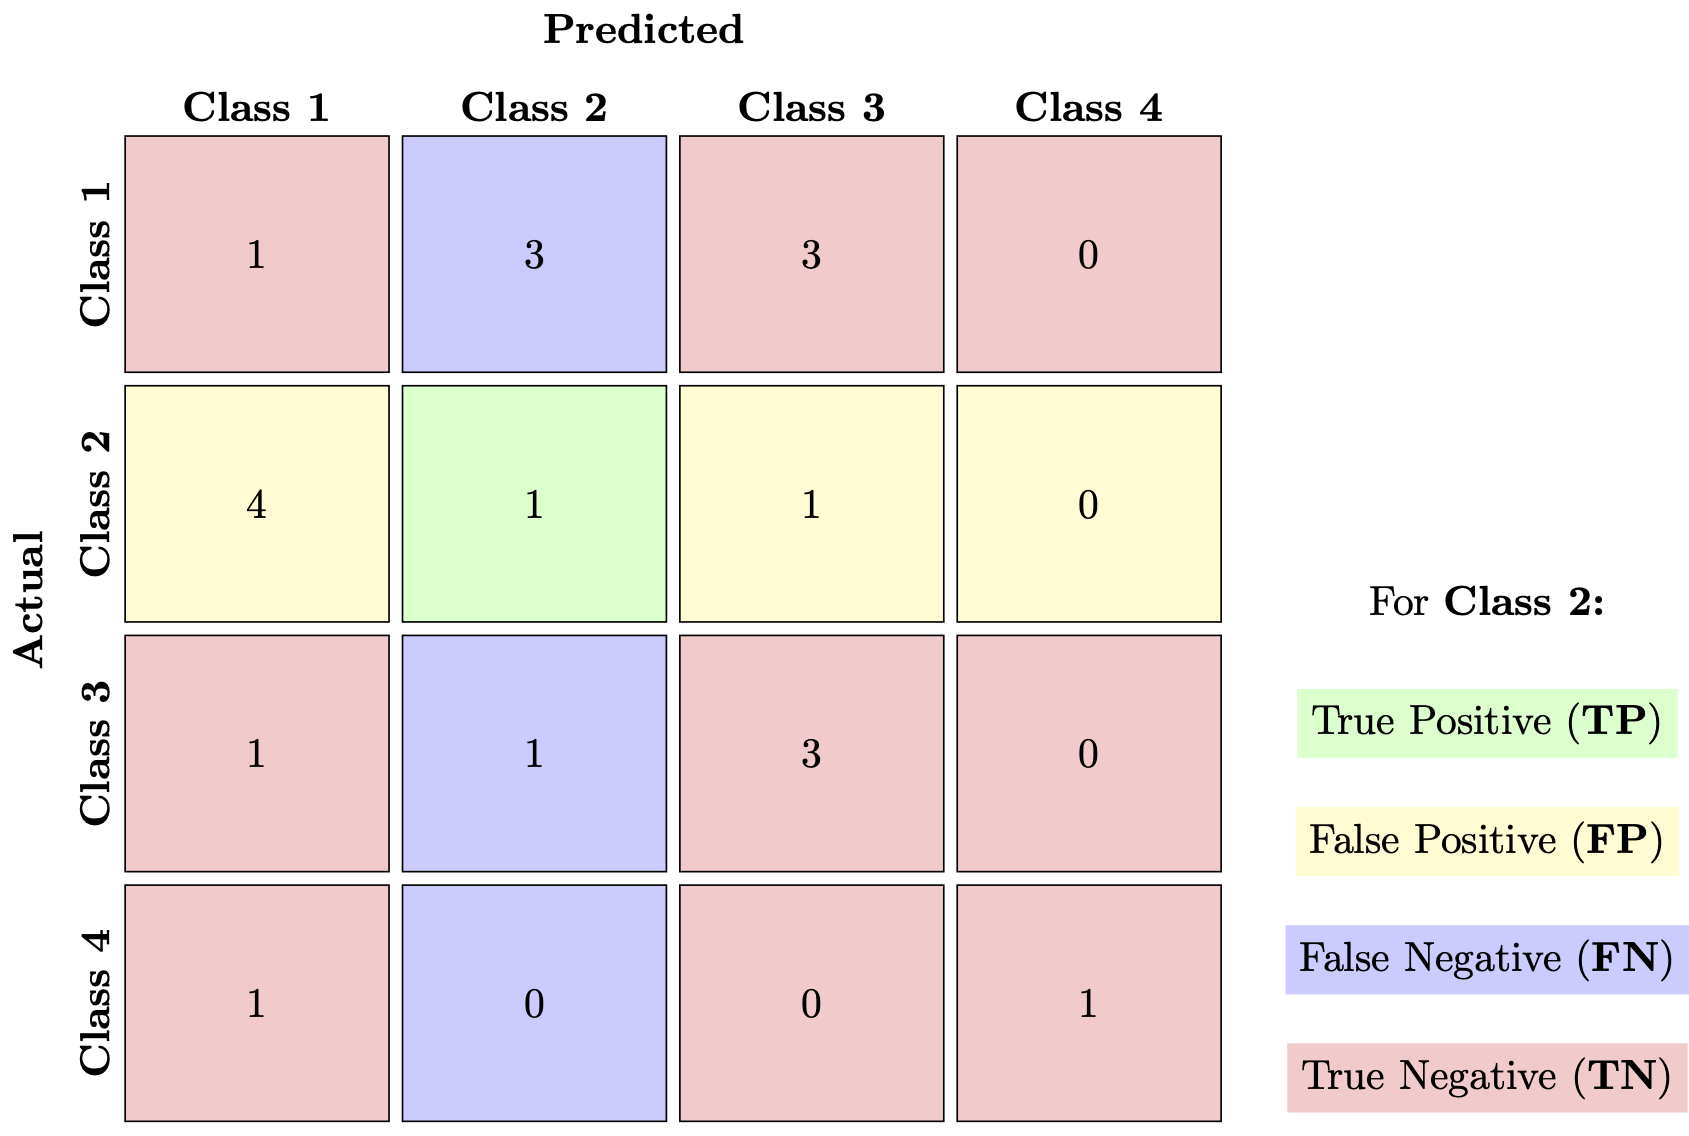 Predicted
Class 1 Class 2 Class 3 Class 4
Actual
Class 1 1 3 3 0
Class 2 4 1 1 0
Class 3 1 1 3 0
Class 4 1 0 0 1
For Class 2:
True Positive (TP)
False Positive (FP)
False Negative (FN)
True Negative (TN)